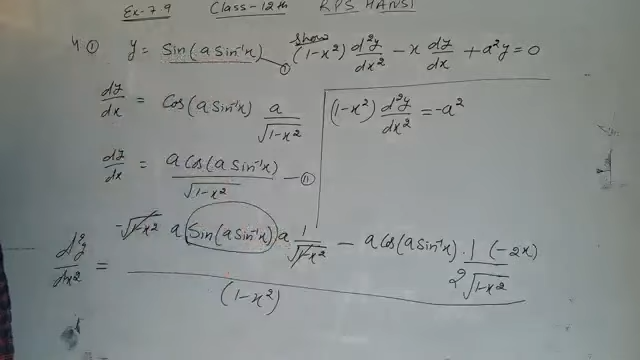 Ex-7.9 Class-12th RPS HANSI
4 ① y = Sin(a Sin⁻¹x) ① show (1-x²) d²y/dx² - x dy/dx + a²y = 0
dy/dx = Cos(a Sin⁻¹x) a/√(1-x²)
(1-x²) d²y/dx² = -a²
dy/dx = a Cos(a Sin⁻¹x)/√(1-x²) — ⑪
d²y/dx² = (-√(1-x²) a Sin(a Sin⁻¹x) a 1/√(1-x²) - a Cos(a Sin⁻¹x) · 1/(2√(1-x²)) (-2x))/(1-x²)